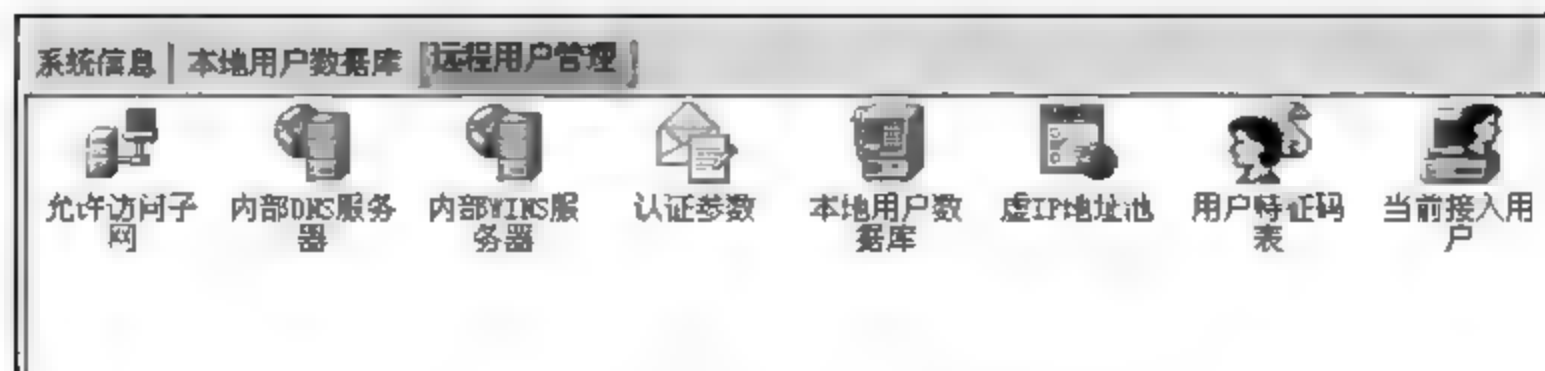 系统信息 | 本地用户数据库 [远程用户管理]
允许访问子网
内部DNS服务器
内部WINS服务器
认证参数
本地用户数据库
虚IP地址池
用户特征码表
当前接入用户